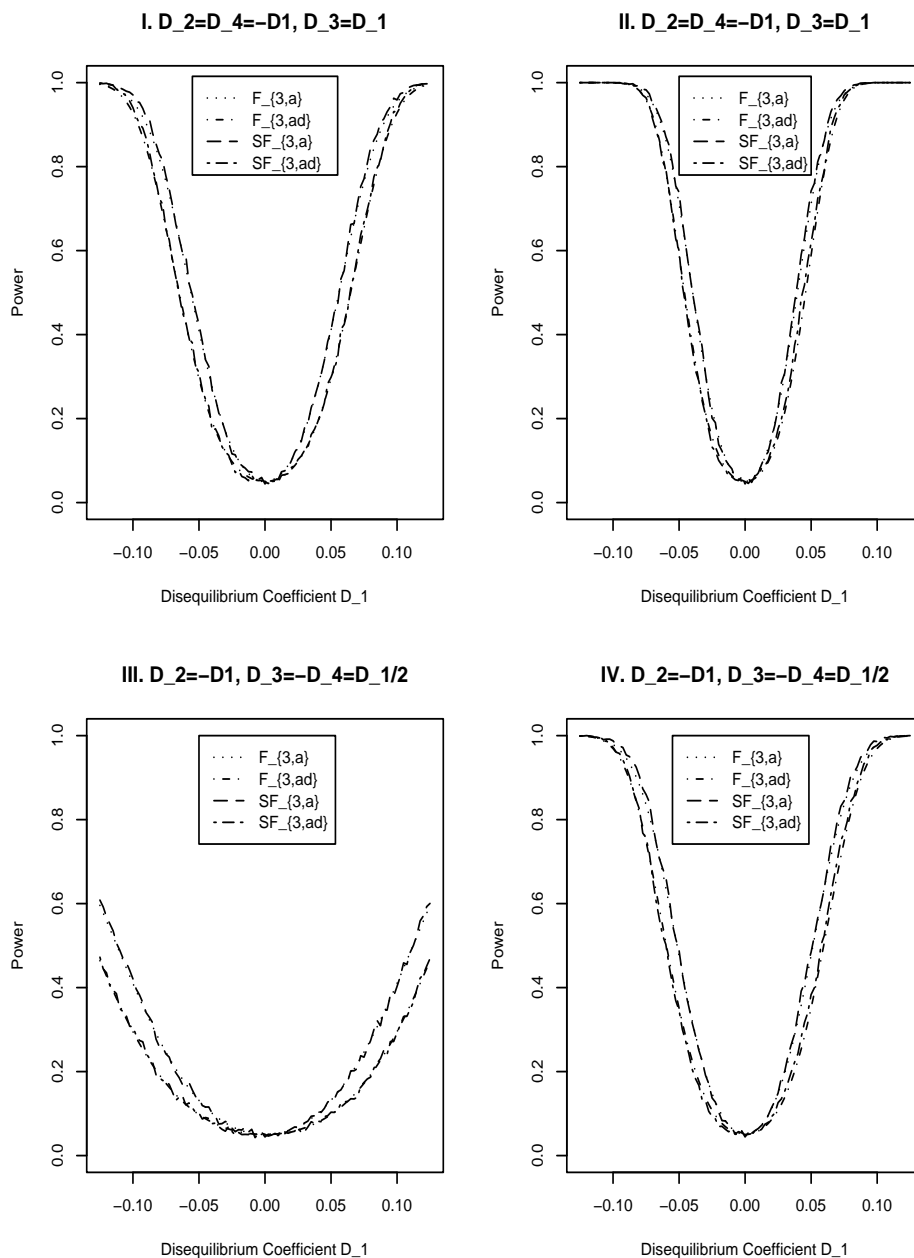 I. D_2=D_4=−D1, D_3=D_1
1.0
0.8
0.6
0.4
0.2
0.0
Power
F_{3,a}
F_{3,ad}
SF_{3,a}
SF_{3,ad}
−0.10 −0.05 0.00 0.05 0.10
Disequilibrium Coefficient D_1
II. D_2=D_4=−D1, D_3=D_1
1.0
0.8
0.6
0.4
0.2
0.0
Power
F_{3,a}
F_{3,ad}
SF_{3,a}
SF_{3,ad}
−0.10 −0.05 0.00 0.05 0.10
Disequilibrium Coefficient D_1
III. D_2=−D1, D_3=−D_4=D_1/2
1.0
0.8
0.6
0.4
0.2
0.0
Power
F_{3,a}
F_{3,ad}
SF_{3,a}
SF_{3,ad}
−0.10 −0.05 0.00 0.05 0.10
Disequilibrium Coefficient D_1
IV. D_2=−D1, D_3=−D_4=D_1/2
1.0
0.8
0.6
0.4
0.2
0.0
Power
F_{3,a}
F_{3,ad}
SF_{3,a}
SF_{3,ad}
−0.10 −0.05 0.00 0.05 0.10
Disequilibrium Coefficient D_1